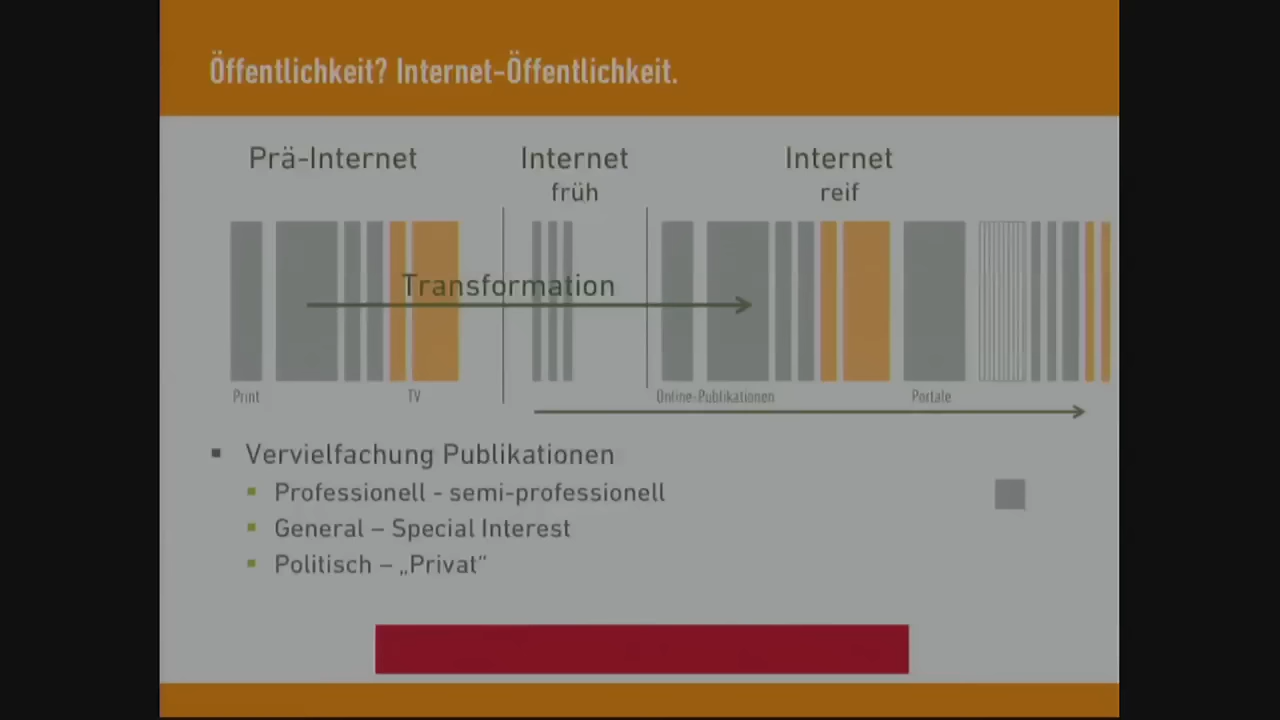 Öffentlichkeit? Internet-Öffentlichkeit.
Prä-Internet
Internet
früh
Internet
reif
Transformation
Print
TV
Online-Publikationen
Portale
Vervielfachung Publikationen
Professionell - semi-professionell
General – Special Interest
Politisch – „Privat“